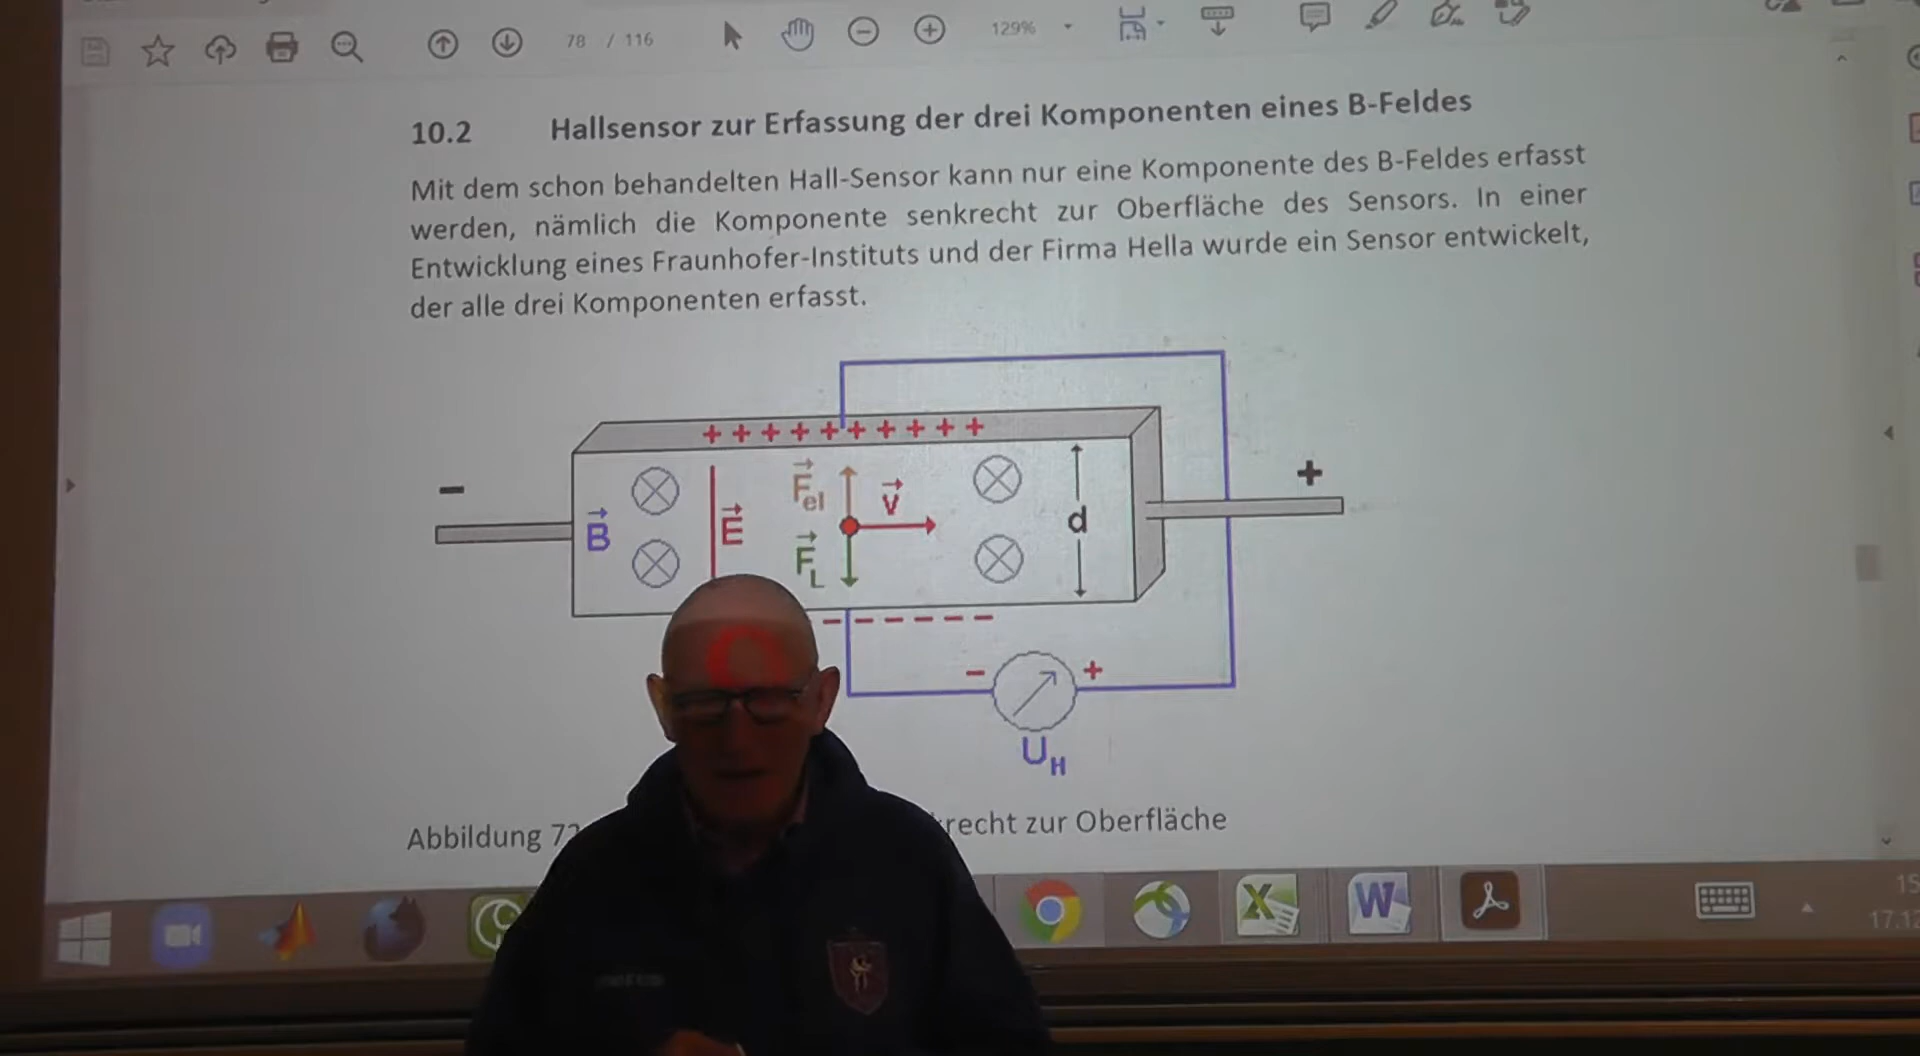 78 / 116
129%
10.2 Hallsensor zur Erfassung der drei Komponenten eines B-Feldes
Mit dem schon behandelten Hall-Sensor kann nur eine Komponente des B-Feldes erfasst
werden, nämlich die Komponente senkrecht zur Oberfläche des Sensors. In einer
Entwicklung eines Fraunhofer-Instituts und der Firma Hella wurde ein Sensor entwickelt,
der alle drei Komponenten erfasst.
+ + + + + + + + + +
−
+
B
E
Fel
v
FL
d
− − − − − −
−
+
UH
Abbildung
zur Oberfläche
X
W
15
17.12